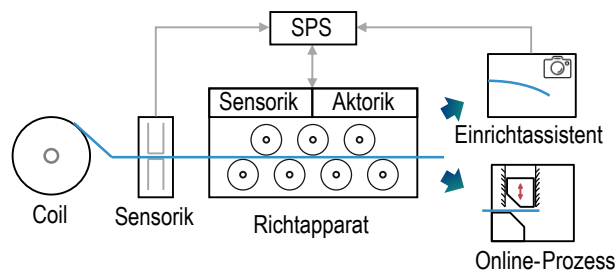 SPS
Sensorik
Aktorik
Einrichtassistent
Coil
Sensorik
Richtapparat
Online-Prozess